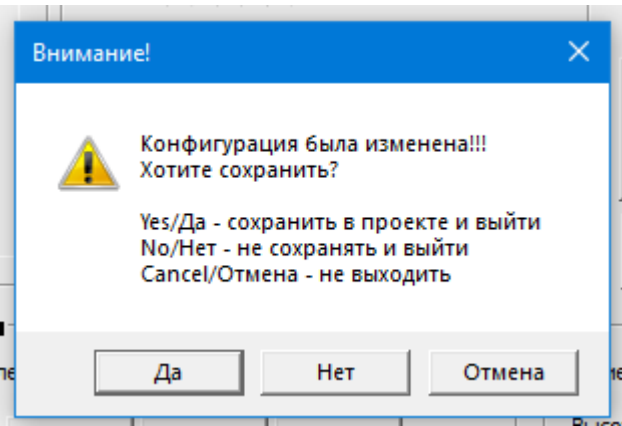 Внимание!
Конфигурация была изменена!!!
Хотите сохранить?
Yes/Да - сохранить в проекте и выйти
No/Нет - не сохранять и выйти
Cancel/Отмена - не выходить
Да
Нет
Отмена